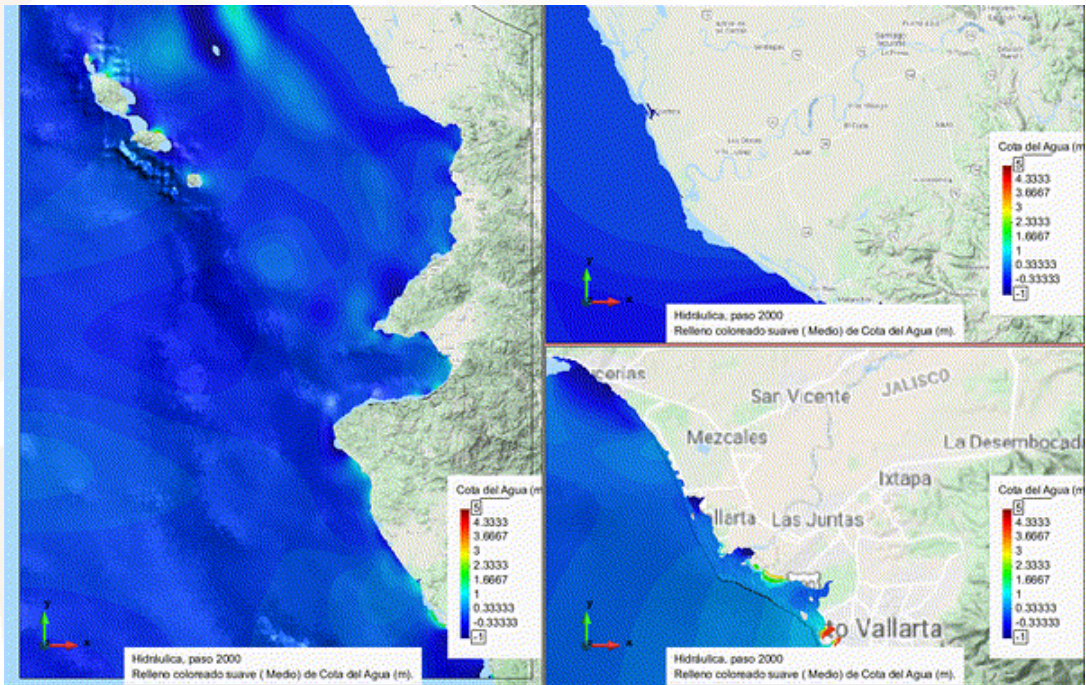 Cota del Agua (m
5
4.3333
3.6667
3
2.3333
1.6667
1
0.33333
-0.33333
-1
y
x
Hidráulica, paso 2000
Relleno coloreado suave ( Medio) de Cota del Agua (m).
Cota del Agua (m
5
4.3333
3.6667
3
2.3333
1.6667
1
0.33333
-0.33333
-1
y
x
Hidráulica, paso 2000
Relleno coloreado suave ( Medio) de Cota del Agua (m).
ucerias
JALISCO
San Vicente
Mezcales
La Desembocad
Ixtapa
llarta
Las Juntas
to Vallarta
Cota del Agua (m
5
4.3333
3.6667
3
2.3333
1.6667
1
0.33333
-0.33333
-1
y
x
Hidráulica, paso 2000
Relleno coloreado suave ( Medio) de Cota del Agua (m).